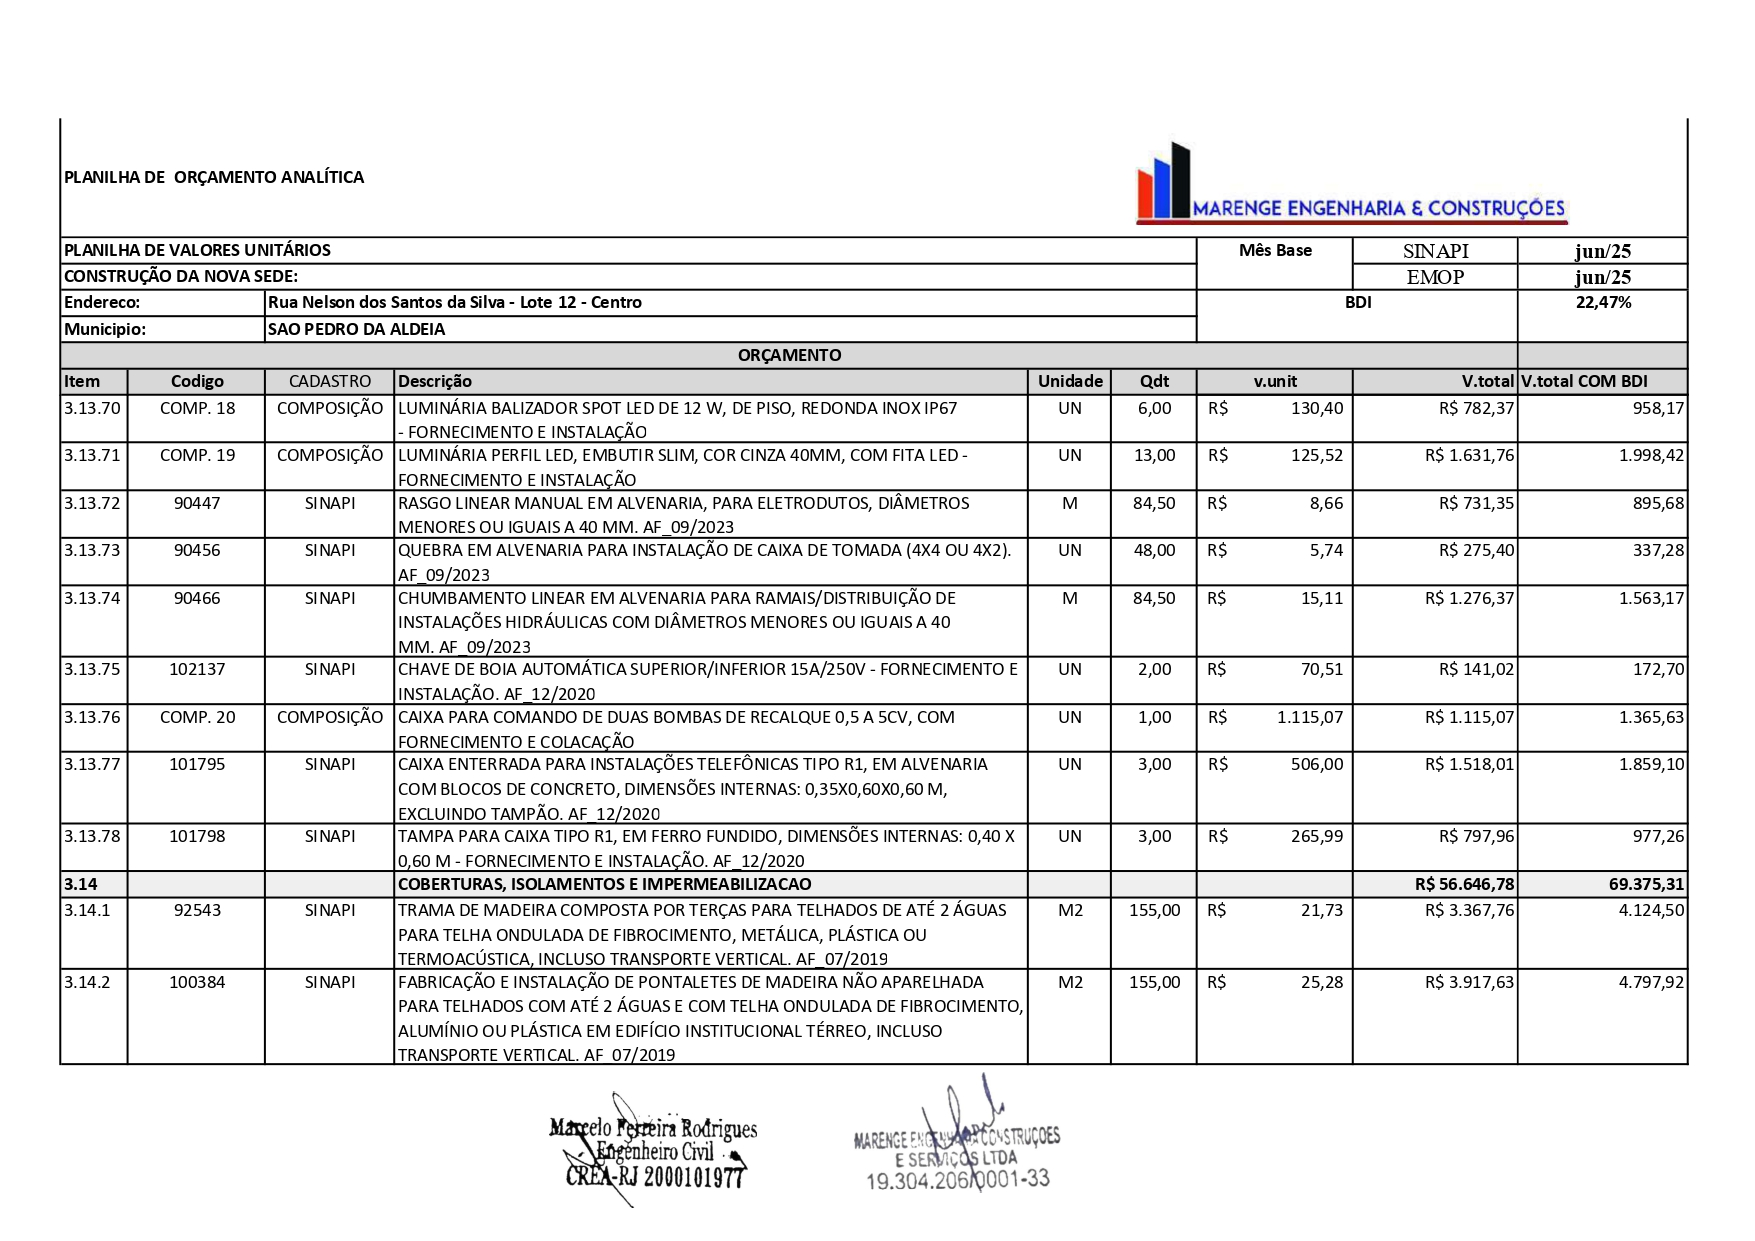 PLANILHA DE ORÇAMENTO ANALÍTICA
MARENGE ENGENHARIA & CONSTRUÇÕES
PLANILHA DE VALORES UNITÁRIOS Mês Base SINAPI jun/25
CONSTRUÇÃO DA NOVA SEDE: EMOP jun/25
Endereco: Rua Nelson dos Santos da Silva - Lote 12 - Centro BDI 22,47%
Municipio: SAO PEDRO DA ALDEIA
ORÇAMENTO
Item Codigo CADASTRO Descrição Unidade Qdt v.unit V.total V.total COM BDI
3.13.70 COMP. 18 COMPOSIÇÃO LUMINÁRIA BALIZADOR SPOT LED DE 12 W, DE PISO, REDONDA INOX IP67 UN 6,00 R$ 130,40 R$ 782,37 958,17
- FORNECIMENTO E INSTALAÇÃO
3.13.71 COMP. 19 COMPOSIÇÃO LUMINÁRIA PERFIL LED, EMBUTIR SLIM, COR CINZA 40MM, COM FITA LED - UN 13,00 R$ 125,52 R$ 1.631,76 1.998,42
FORNECIMENTO E INSTALAÇÃO
3.13.72 90447 SINAPI RASGO LINEAR MANUAL EM ALVENARIA, PARA ELETRODUTOS, DIÂMETROS M 84,50 R$ 8,66 R$ 731,35 895,68
MENORES OU IGUAIS A 40 MM. AF_09/2023
3.13.73 90456 SINAPI QUEBRA EM ALVENARIA PARA INSTALAÇÃO DE CAIXA DE TOMADA (4X4 OU 4X2). UN 48,00 R$ 5,74 R$ 275,40 337,28
AF_09/2023
3.13.74 90466 SINAPI CHUMBAMENTO LINEAR EM ALVENARIA PARA RAMAIS/DISTRIBUIÇÃO DE M 84,50 R$ 15,11 R$ 1.276,37 1.563,17
INSTALAÇÕES HIDRÁULICAS COM DIÂMETROS MENORES OU IGUAIS A 40
MM. AF_09/2023
3.13.75 102137 SINAPI CHAVE DE BOIA AUTOMÁTICA SUPERIOR/INFERIOR 15A/250V - FORNECIMENTO E UN 2,00 R$ 70,51 R$ 141,02 172,70
INSTALAÇÃO. AF_12/2020
3.13.76 COMP. 20 COMPOSIÇÃO CAIXA PARA COMANDO DE DUAS BOMBAS DE RECALQUE 0,5 A 5CV, COM UN 1,00 R$ 1.115,07 R$ 1.115,07 1.365,63
FORNECIMENTO E COLACAÇÃO
3.13.77 101795 SINAPI CAIXA ENTERRADA PARA INSTALAÇÕES TELEFÔNICAS TIPO R1, EM ALVENARIA UN 3,00 R$ 506,00 R$ 1.518,01 1.859,10
COM BLOCOS DE CONCRETO, DIMENSÕES INTERNAS: 0,35X0,60X0,60 M,
EXCLUINDO TAMPÃO. AF_12/2020
3.13.78 101798 SINAPI TAMPA PARA CAIXA TIPO R1, EM FERRO FUNDIDO, DIMENSÕES INTERNAS: 0,40 X UN 3,00 R$ 265,99 R$ 797,96 977,26
0,60 M - FORNECIMENTO E INSTALAÇÃO. AF_12/2020
3.14 COBERTURAS, ISOLAMENTOS E IMPERMEABILIZACAO R$ 56.646,78 69.375,31
3.14.1 92543 SINAPI TRAMA DE MADEIRA COMPOSTA POR TERÇAS PARA TELHADOS DE ATÉ 2 ÁGUAS M2 155,00 R$ 21,73 R$ 3.367,76 4.124,50
PARA TELHA ONDULADA DE FIBROCIMENTO, METÁLICA, PLÁSTICA OU
TERMOACÚSTICA, INCLUSO TRANSPORTE VERTICAL. AF_07/2019
3.14.2 100384 SINAPI FABRICAÇÃO E INSTALAÇÃO DE PONTALETES DE MADEIRA NÃO APARELHADA M2 155,00 R$ 25,28 R$ 3.917,63 4.797,92
PARA TELHADOS COM ATÉ 2 ÁGUAS E COM TELHA ONDULADA DE FIBROCIMENTO,
ALUMÍNIO OU PLÁSTICA EM EDIFÍCIO INSTITUCIONAL TÉRREO, INCLUSO
TRANSPORTE VERTICAL. AF_07/2019
Marcelo Ferreira Rodrigues
Engenheiro Civil
CREA-RJ 2000101977
MARENGE ENGENHARIA CONSTRUÇOES
E SERVIÇOS LTDA
19.304.206/0001-33